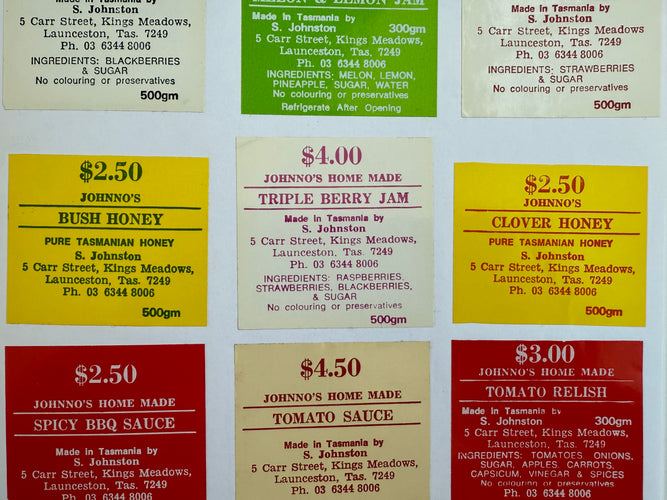 Made in Tasmania by
S. Johnston
5 Carr Street, Kings Meadows,
Launceston, Tas. 7249
Ph. 03 6344 8006
INGREDIENTS: BLACKBERRIES
& SUGAR
No colouring or preservatives
500gm
MELON & LEMON JAM
Made in Tasmania by
S. Johnston 300gm
5 Carr Street, Kings Meadows,
Launceston, Tas. 7249
Ph. 03 6344 8006
INGREDIENTS: MELON, LEMON,
PINEAPPLE, SUGAR, WATER
No colouring or preservatives
Refrigerate After Opening
Made in Tasmania by
S. Johnston
5 Carr Street, Kings Meadows
Launceston, Tas. 7249
Ph. 03 6344 8006
INGREDIENTS: STRAWBERRIES
& SUGAR
No colouring or preservatives
500gm
$2.50
JOHNNO'S
BUSH HONEY
PURE TASMANIAN HONEY
S. Johnston
5 Carr Street, Kings Meadows,
Launceston, Tas. 7249
Ph. 03 6344 8006
500gm
$4.00
JOHNNO'S HOME MADE
TRIPLE BERRY JAM
Made in Tasmania by
S. Johnston
5 Carr Street, Kings Meadows,
Launceston, Tas. 7249
Ph. 03 6344 8006
INGREDIENTS: RASPBERRIES,
STRAWBERRIES, BLACKBERRIES,
& SUGAR
No colouring or preservatives
500gm
$2.50
JOHNNO'S
CLOVER HONEY
PURE TASMANIAN HONEY
S. Johnston
5 Carr Street, Kings Meadows,
Launceston, Tas. 7249
Ph. 03 6344 8006
500gm
$2.50
JOHNNO'S HOME MADE
SPICY BBQ SAUCE
Made in Tasmania by
S. Johnston
5 Carr Street, Kings Meadows,
Launceston, Tas. 7249
Ph. 03 6344 8006
$4.50
JOHNNO'S HOME MADE
TOMATO SAUCE
Made in Tasmania by
S. Johnston
5 Carr Street, Kings Meadows,
Launceston, Tas. 7249
Ph. 03 6344 8006
$3.00
JOHNNO'S HOME MADE
TOMATO RELISH
Made in Tasmania by
S. Johnston 300gm
5 Carr Street, Kings Meadows,
Launceston, Tas. 7249
INGREDIENTS: TOMATOES, ONIONS,
SUGAR, APPLES, CARROTS,
CAPSICUM, VINEGAR & SPICES
No colouring or preservatives
Ph. 03 6344 8006